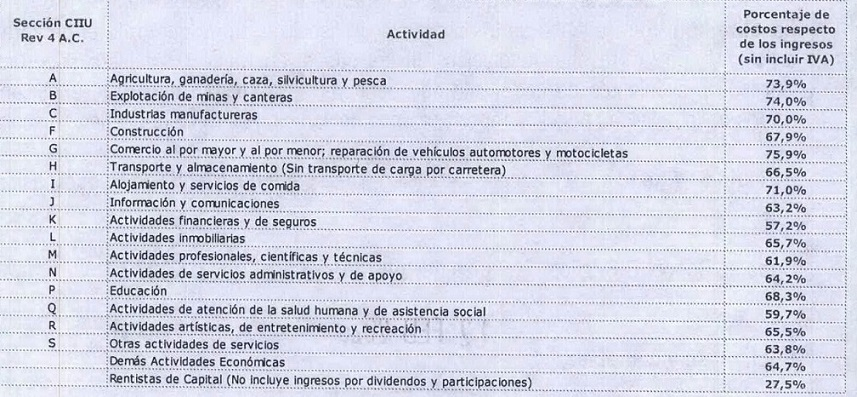 Sección CIIU
Rev 4 A.C.
Actividad
Porcentaje de
costos respecto
de los ingresos
(sin incluir IVA)
A Agricultura, ganadería, caza, silvicultura y pesca 73,9%
B Explotación de minas y canteras 74,0%
C Industrias manufactureras 70,0%
F Construcción 67,9%
G Comercio al por mayor y al por menor; reparación de vehículos automotores y motocicletas 75,9%
H Transporte y almacenamiento (Sin transporte de carga por carretera) 66,5%
I Alojamiento y servicios de comida 71,0%
J Información y comunicaciones 63,2%
K Actividades financieras y de seguros 57,2%
L Actividades inmobiliarias 65,7%
M Actividades profesionales, científicas y técnicas 61,9%
N Actividades de servicios administrativos y de apoyo 64,2%
P Educación 68,3%
Q Actividades de atención de la salud humana y de asistencia social 59,7%
R Actividades artísticas, de entretenimiento y recreación 65,5%
S Otras actividades de servicios 63,8%
Demás Actividades Económicas 64,7%
Rentistas de Capital (No incluye ingresos por dividendos y participaciones) 27,5%